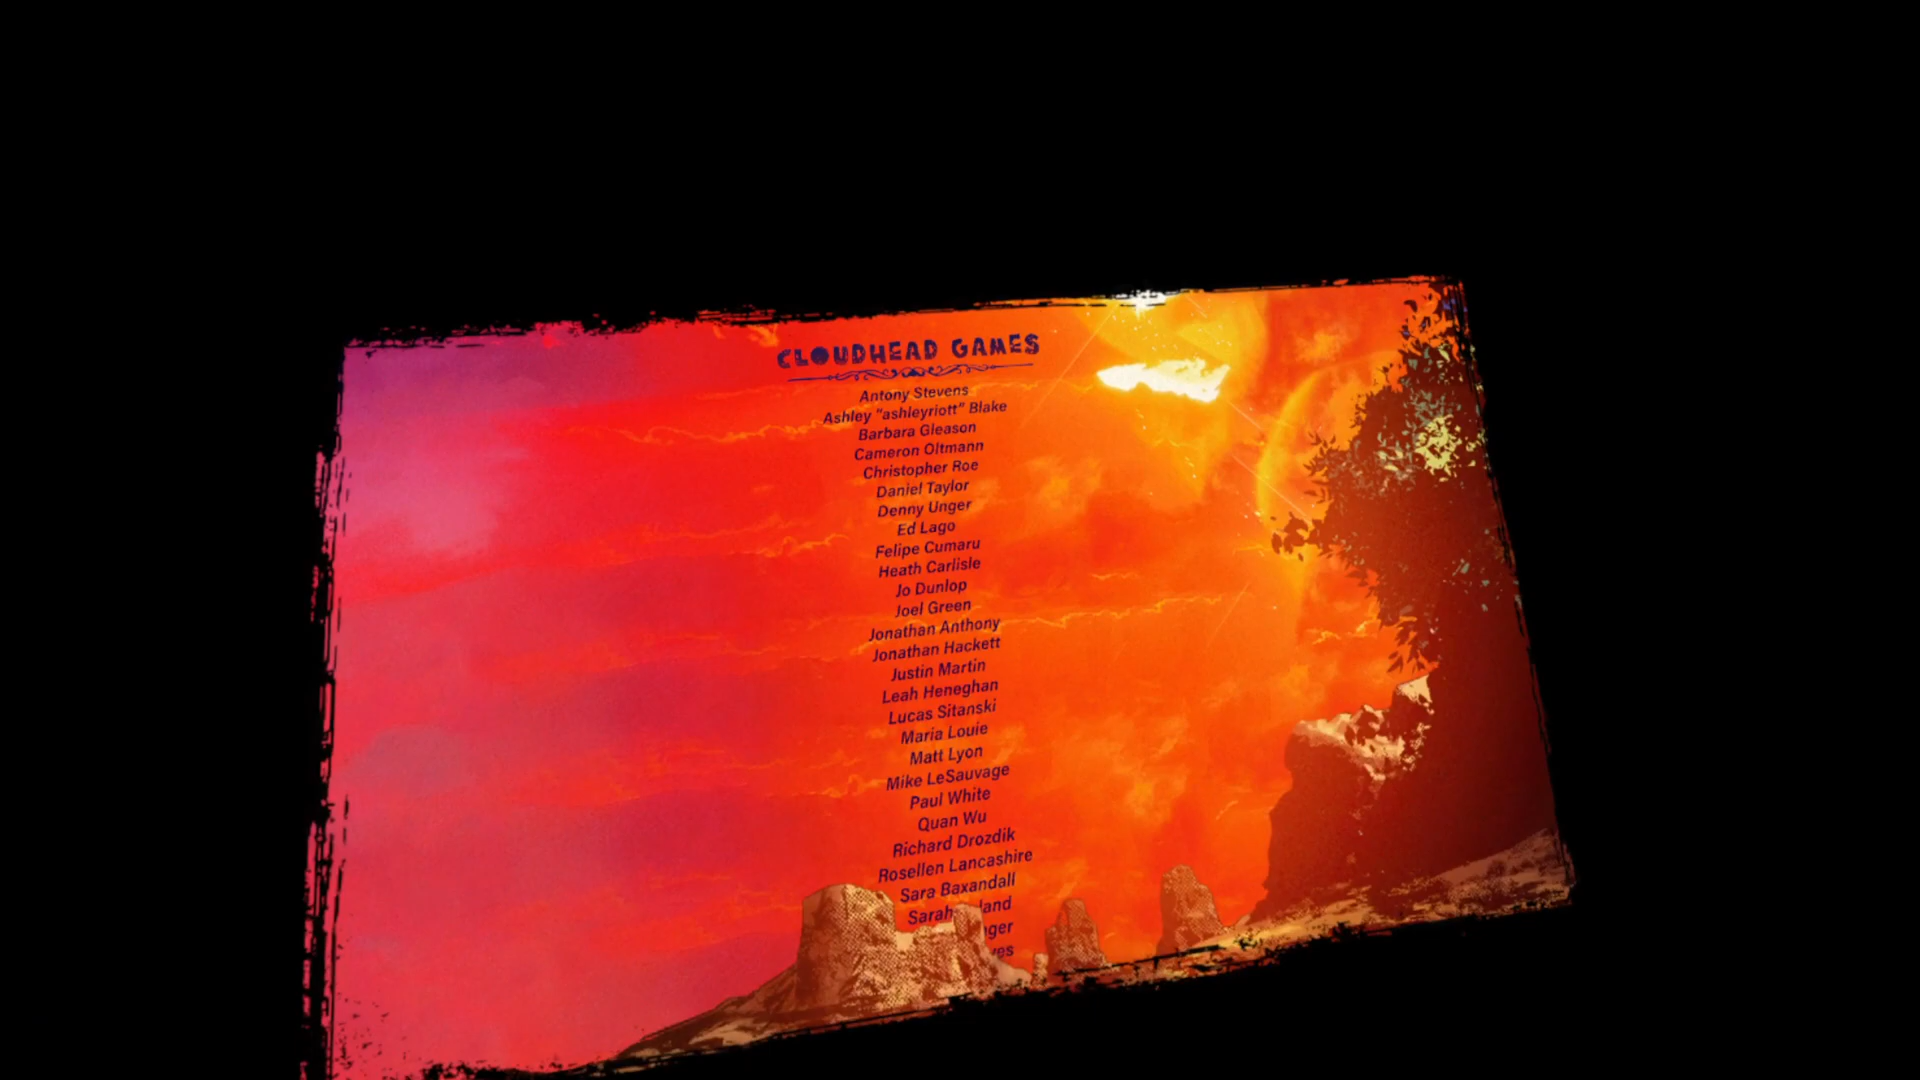 CLOUDHEAD GAMES
Antony Stevens
Ashley "ashleyriott" Blake
Barbara Gleason
Cameron Oltmann
Christopher Roe
Daniel Taylor
Denny Unger
Ed Lago
Felipe Cumaru
Heath Carlisle
Jo Dunlop
Joel Green
Jonathan Anthony
Jonathan Hackett
Justin Martin
Leah Heneghan
Lucas Sitanski
Maria Louie
Matt Lyon
Mike LeSauvage
Paul White
Quan Wu
Richard Drozdik
Rosellen Lancashire
Sara Baxandall
Sarah